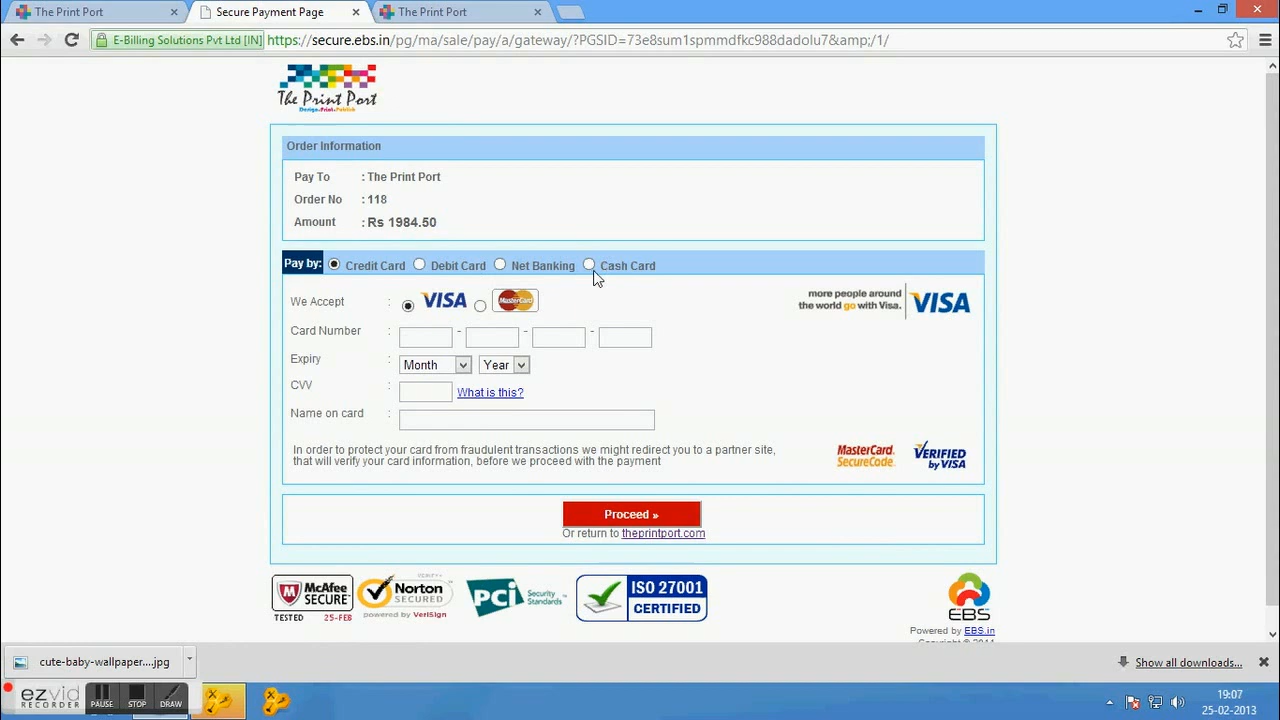 The Print Port
Secure Payment Page
The Print Port
E-Billing Solutions Pvt Ltd [IN]
https://secure.ebs.in/pg/ma/sale/pay/a/gateway/?PGSID=73e8sum1spmmdfkc988dadolu7&amp;/1/
The Print Port
Design.Print.Publish
Order Information
Pay To : The Print Port
Order No : 118
Amount : Rs 1984.50
Pay by: Credit Card Debit Card Net Banking Cash Card
We Accept : VISA MasterCard
more people around
the world go with Visa. VISA
Card Number : - - -
Expiry : Month Year
CVV : What is this?
Name on card :
In order to protect your card from fraudulent transactions we might redirect you to a partner site,
that will verify your card information, before we proceed with the payment
MasterCard.
SecureCode.
VERIFIED
by VISA
Proceed »
Or return to theprintport.com
McAfee
SECURE
TESTED 25-FEB
VERIFY
Norton
SECURED
powered by VeriSign
PCI Security
Standards
ISO 27001
CERTIFIED
EBS
Powered by EBS.in
Copyright © 2011
cute-baby-wallpaper....jpg
Show all downloads...
ezvid
RECORDER
PAUSE
STOP
DRAW
19:07
25-02-2013